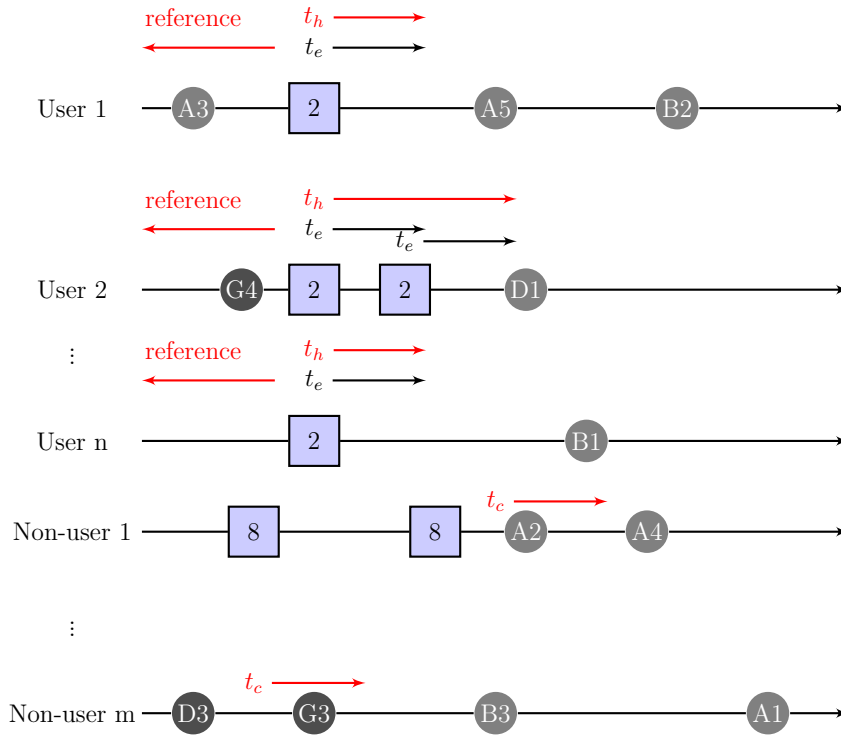 reference t_h
t_e
User 1 A3 2 A5 B2
reference t_h
t_e
t_e
User 2 G4 2 2 D1
⋮
reference t_h
t_e
User n 2 B1
t_c
Non-user 1 8 8 A2 A4
⋮
t_c
Non-user m D3 G3 B3 A1